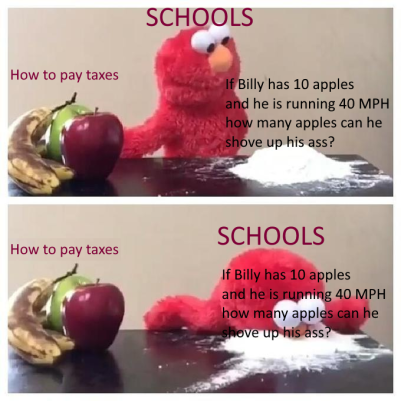 SCHOOLS
How to pay taxes
If Billy has 10 apples
and he is running 40 MPH
how many apples can he
shove up his ass?
SCHOOLS
How to pay taxes
If Billy has 10 apples
and he is running 40 MPH
how many apples can he
shove up his ass?